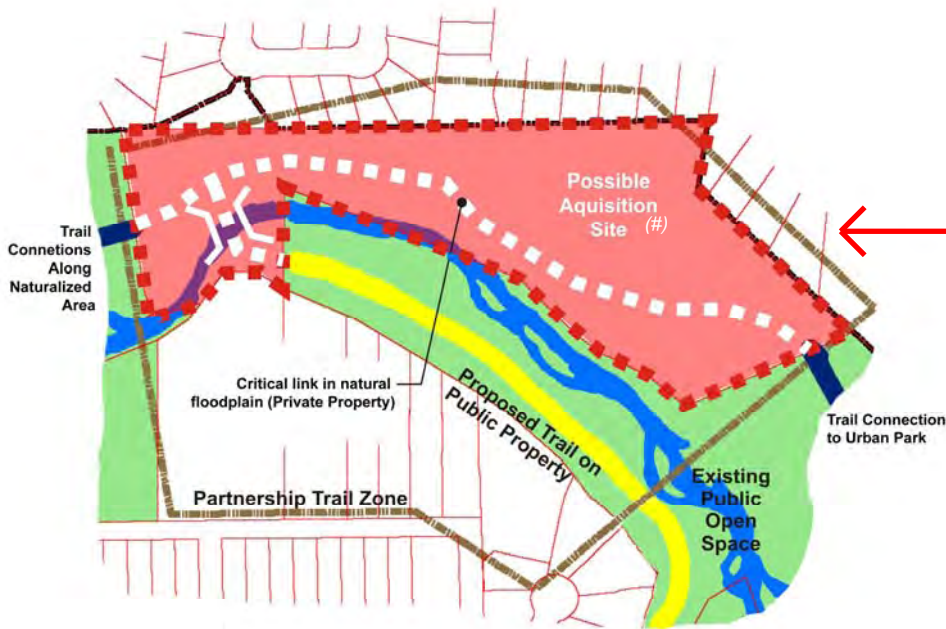 Possible
Aquisition
Site (#)
Trail
Connetions
Along
Naturalized
Area
Critical link in natural
floodplain (Private Property)
Proposed Trail on
Public Property
Trail Connection
to Urban Park
Existing
Public
Open
Space
Partnership Trail Zone